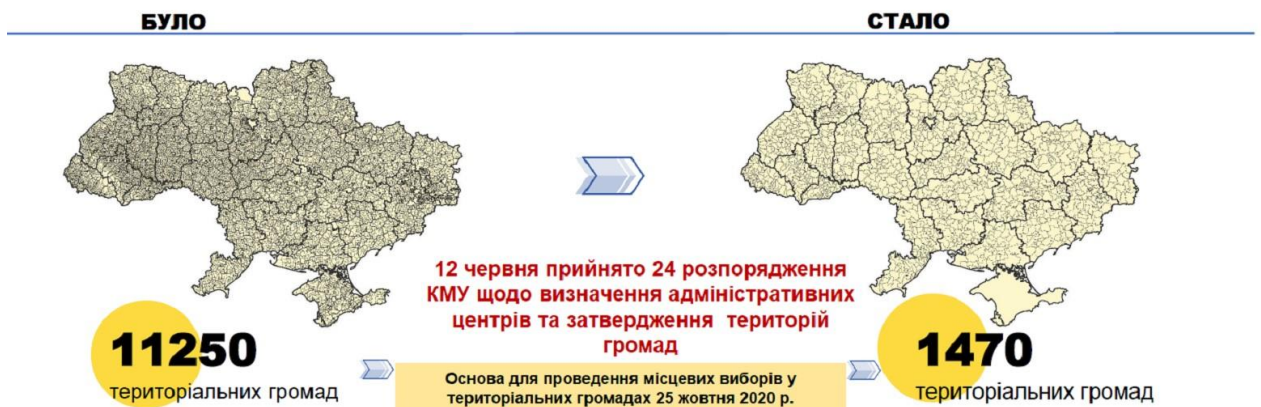 БУЛО
СТАЛО
12 червня прийнято 24 розпорядження
КМУ щодо визначення адміністративних
центрів та затвердження територій
громад
11250
територіальних громад
Основа для проведення місцевих виборів у
територіальних громадах 25 жовтня 2020 р.
1470
територіальних громад